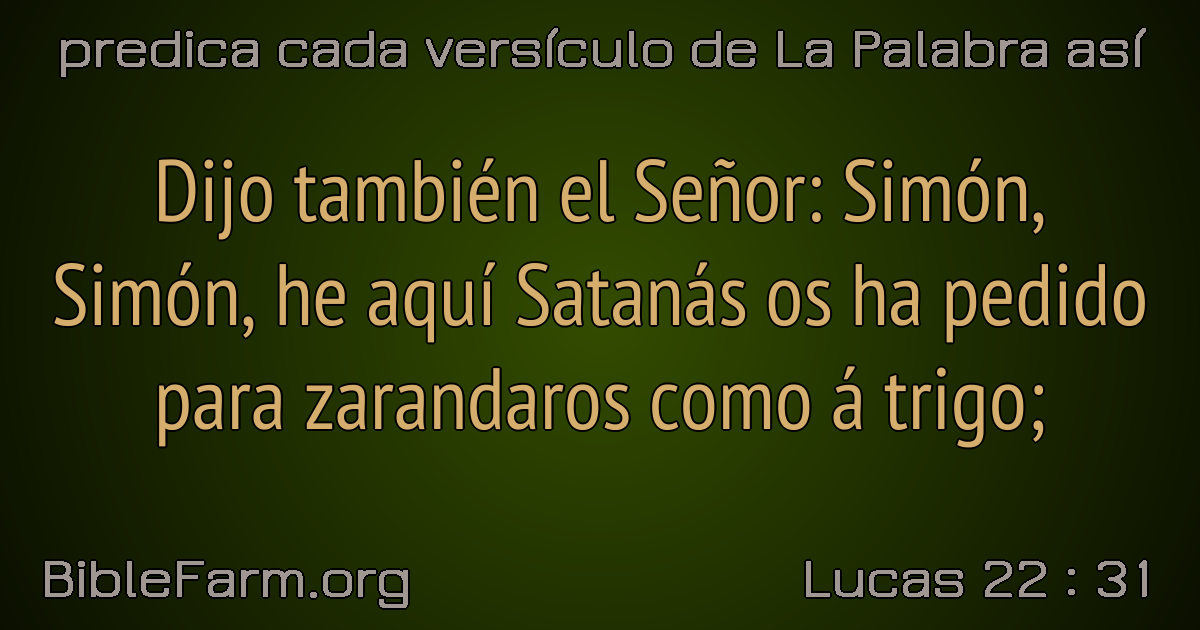 predica cada versículo de La Palabra así
Dijo también el Señor: Simón,
Simón, he aquí Satanás os ha pedido
para zarandaros como á trigo;
BibleFarm.org
Lucas 22 : 31